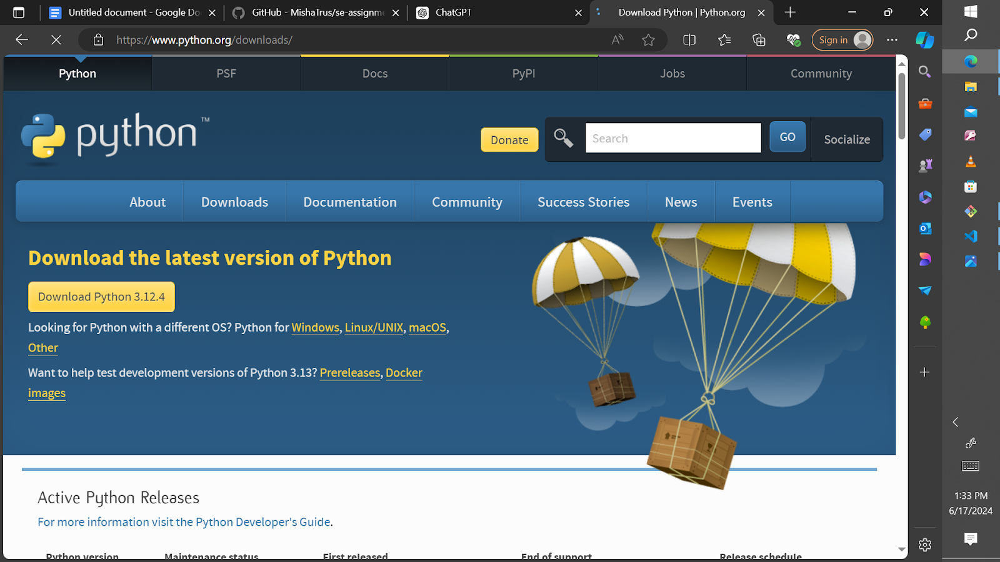 Untitled document - Google Do
GitHub - MishaTrus/se-assignme
ChatGPT
Download Python | Python.org
https://www.python.org/downloads/
Sign in
Python
PSF
Docs
PyPI
Jobs
Community
python™
Donate
Search
GO
Socialize
About
Downloads
Documentation
Community
Success Stories
News
Events
Download the latest version of Python
Download Python 3.12.4
Looking for Python with a different OS? Python for Windows, Linux/UNIX, macOS,
Other
Want to help test development versions of Python 3.13? Prereleases, Docker
images
Active Python Releases
For more information visit the Python Developer's Guide.
Python version
Maintenance status
First released
End of support
Release schedule
1:33 PM
6/17/2024